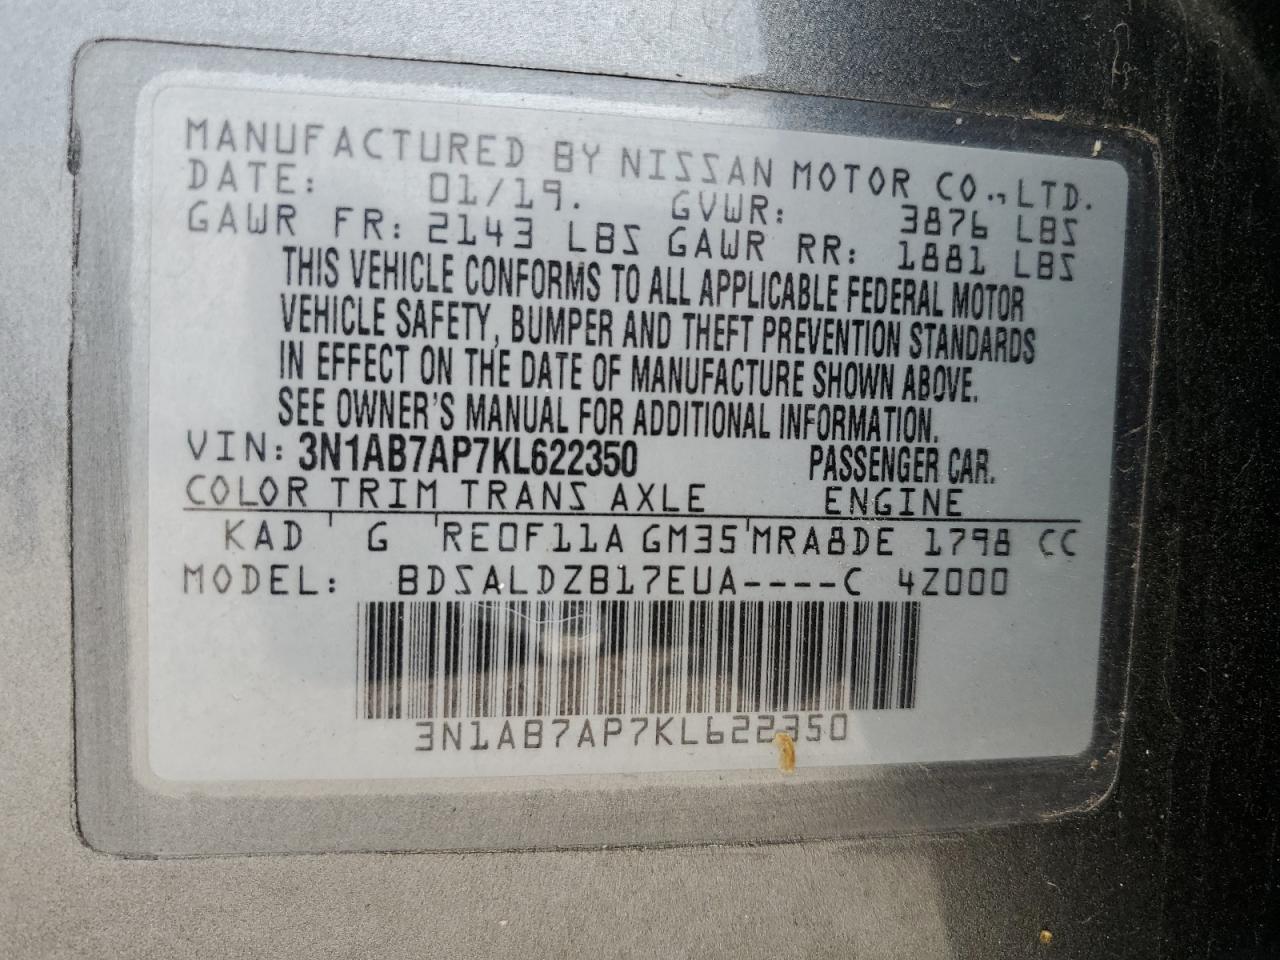 MANUFACTURED BY NISSAN MOTOR CO., LTD.
DATE: 01/19. GVWR: 3876 LBS
GAWR FR: 2143 LBS GAWR RR: 1881 LBS
THIS VEHICLE CONFORMS TO ALL APPLICABLE FEDERAL MOTOR
VEHICLE SAFETY, BUMPER AND THEFT PREVENTION STANDARDS
IN EFFECT ON THE DATE OF MANUFACTURE SHOWN ABOVE.
SEE OWNER'S MANUAL FOR ADDITIONAL INFORMATION.
VIN: 3N1AB7AP7KL622350 PASSENGER CAR.
COLOR TRIM TRANS AXLE ENGINE
KAD G RE0F11A GM35 MRA8DE 1798 CC
MODEL: BDSALDZB17EUA----C 4Z000
3N1AB7AP7KL622350